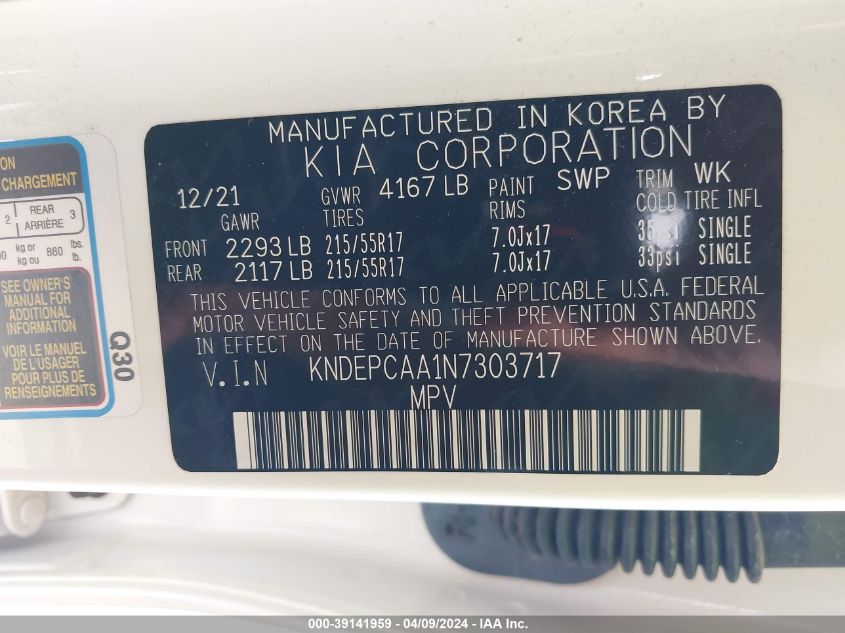 MANUFACTURED IN KOREA BY
KIA CORPORATION
12/21 GVWR 4167 LB PAINT SWP TRIM WK
GAWR TIRES RIMS COLD TIRE INFL
FRONT 2293 LB 215/55R17 7.0Jx17 SINGLE
REAR 2117 LB 215/55R17 7.0Jx17 33psi SINGLE
THIS VEHICLE CONFORMS TO ALL APPLICABLE U.S.A. FEDERAL
MOTOR VEHICLE SAFETY AND THEFT PREVENTION STANDARDS
IN EFFECT ON THE DATE OF MANUFACTURE SHOWN ABOVE.
V.I.N KNDEPCAA1N7303717
MPV
CHARGEMENT
2 REAR ARRIÈRE 3
kg or 860 lbs.
kg ou lb.
SEE OWNER'S
MANUAL FOR
ADDITIONAL
INFORMATION
VOIR LE MANUEL
DE L'USAGER
POUR PLUS DE
RENSEIGNEMENTS
Q30
000-39141959 | 04/09/2024 - IAA Inc.